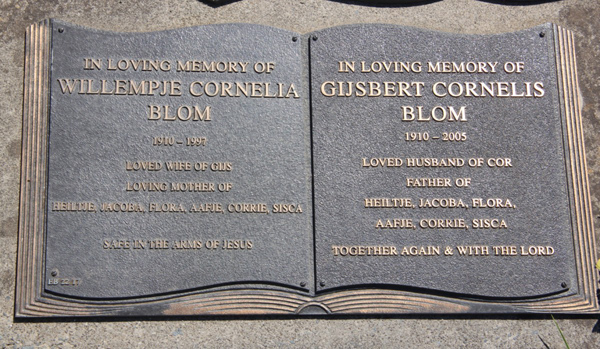 IN LOVING MEMORY OF
WILLEMPJE CORNELIA
BLOM
1910 – 1997
LOVED WIFE OF GIJS
LOVING MOTHER OF
HEILTJE, JACOBA, FLORA, AAFJE, CORRIE, SISCA
SAFE IN THE ARMS OF JESUS
IN LOVING MEMORY OF
GIJSBERT CORNELIS
BLOM
1910 – 2005
LOVED HUSBAND OF COR
FATHER OF
HEILTJE, JACOBA, FLORA,
AAFJE, CORRIE, SISCA
TOGETHER AGAIN & WITH THE LORD